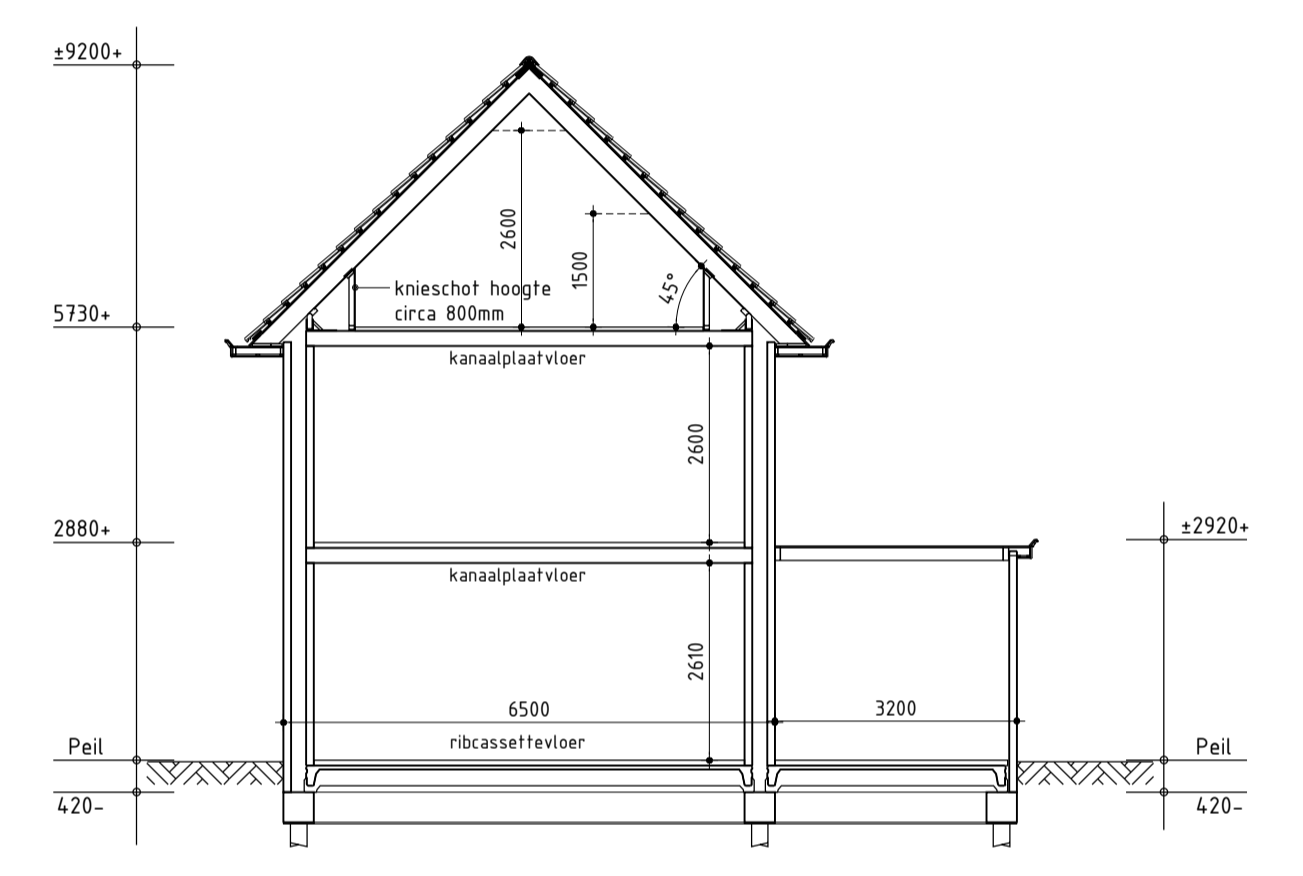 ±9200+
2600
1500
45°
knieschot hoogte
circa 800mm
5730+
kanaalplaatvloer
2600
2880+
±2920+
kanaalplaatvloer
2610
6500
3200
ribcassettevloer
Peil
Peil
420-
420-